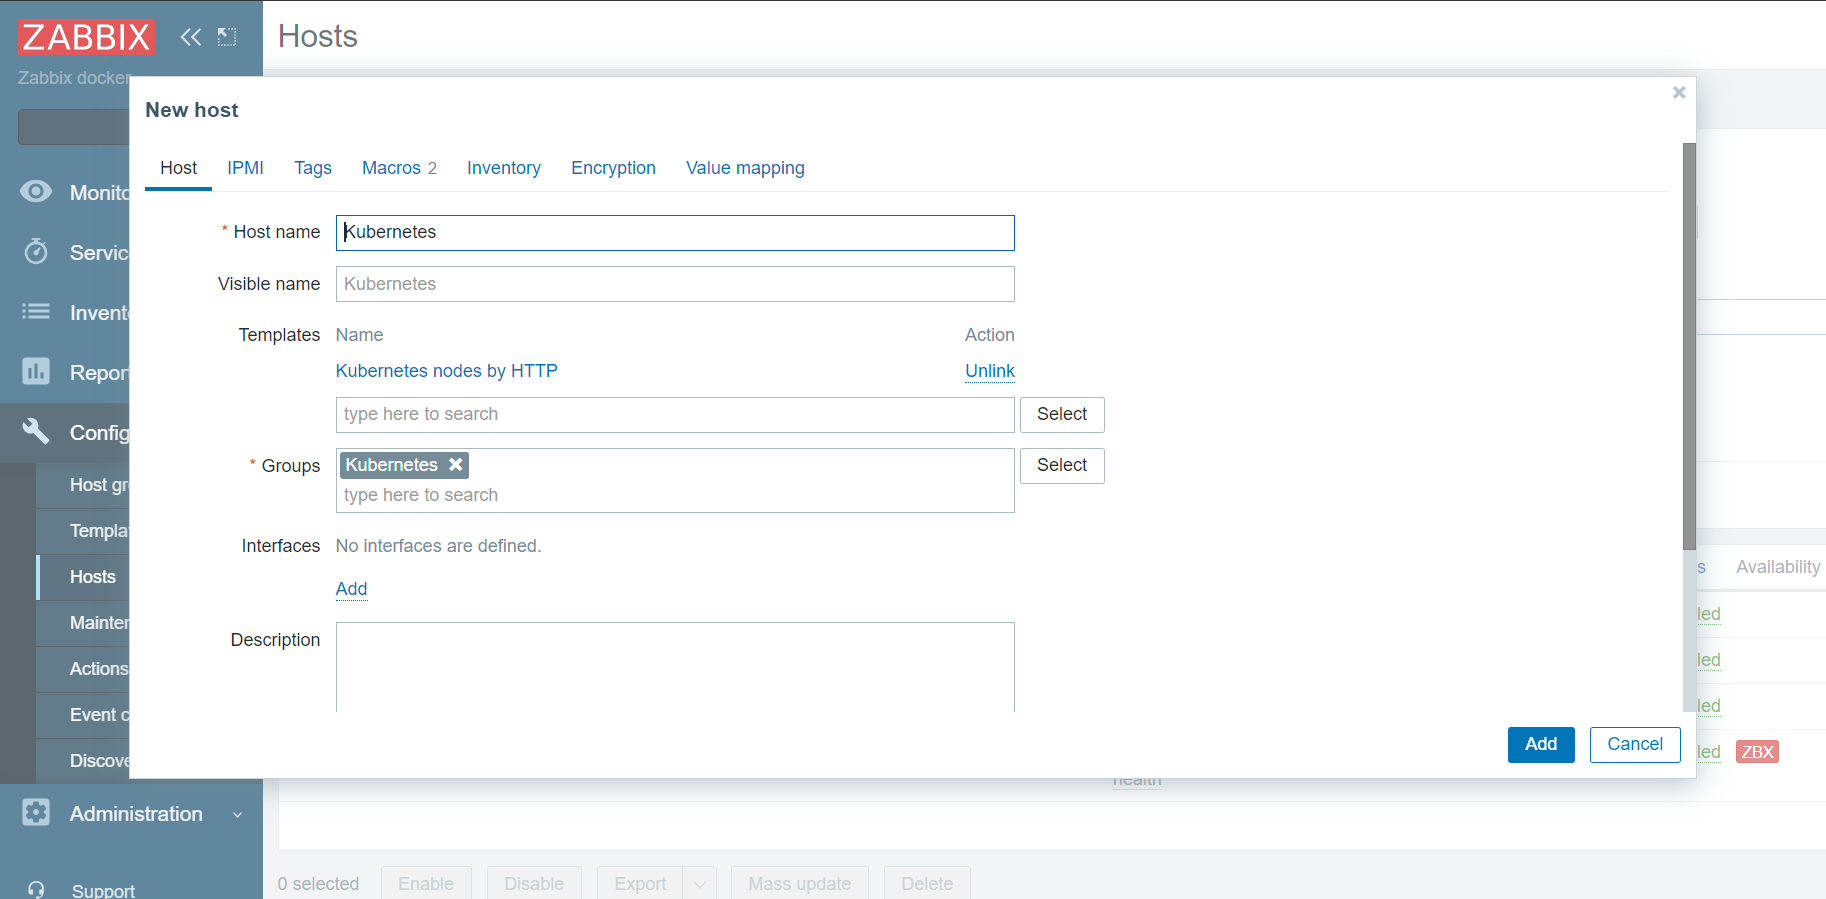 ZABBIX
Zabbix docker
Hosts
New host
Host IPMI Tags Macros 2 Inventory Encryption Value mapping
* Host name Kubernetes
Visible name Kubernetes
Templates Name Action
Kubernetes nodes by HTTP Unlink
type here to search Select
* Groups Kubernetes Select
type here to search
Interfaces No interfaces are defined.
Add
Description
Add Cancel
Monito
Servic
Invent
Report
Config
Host gr
Templa
Hosts
Mainten
Actions
Event c
Discove
Administration
Support
s Availability
led
led
led
led ZBX
health
0 selected Enable Disable Export Mass update Delete